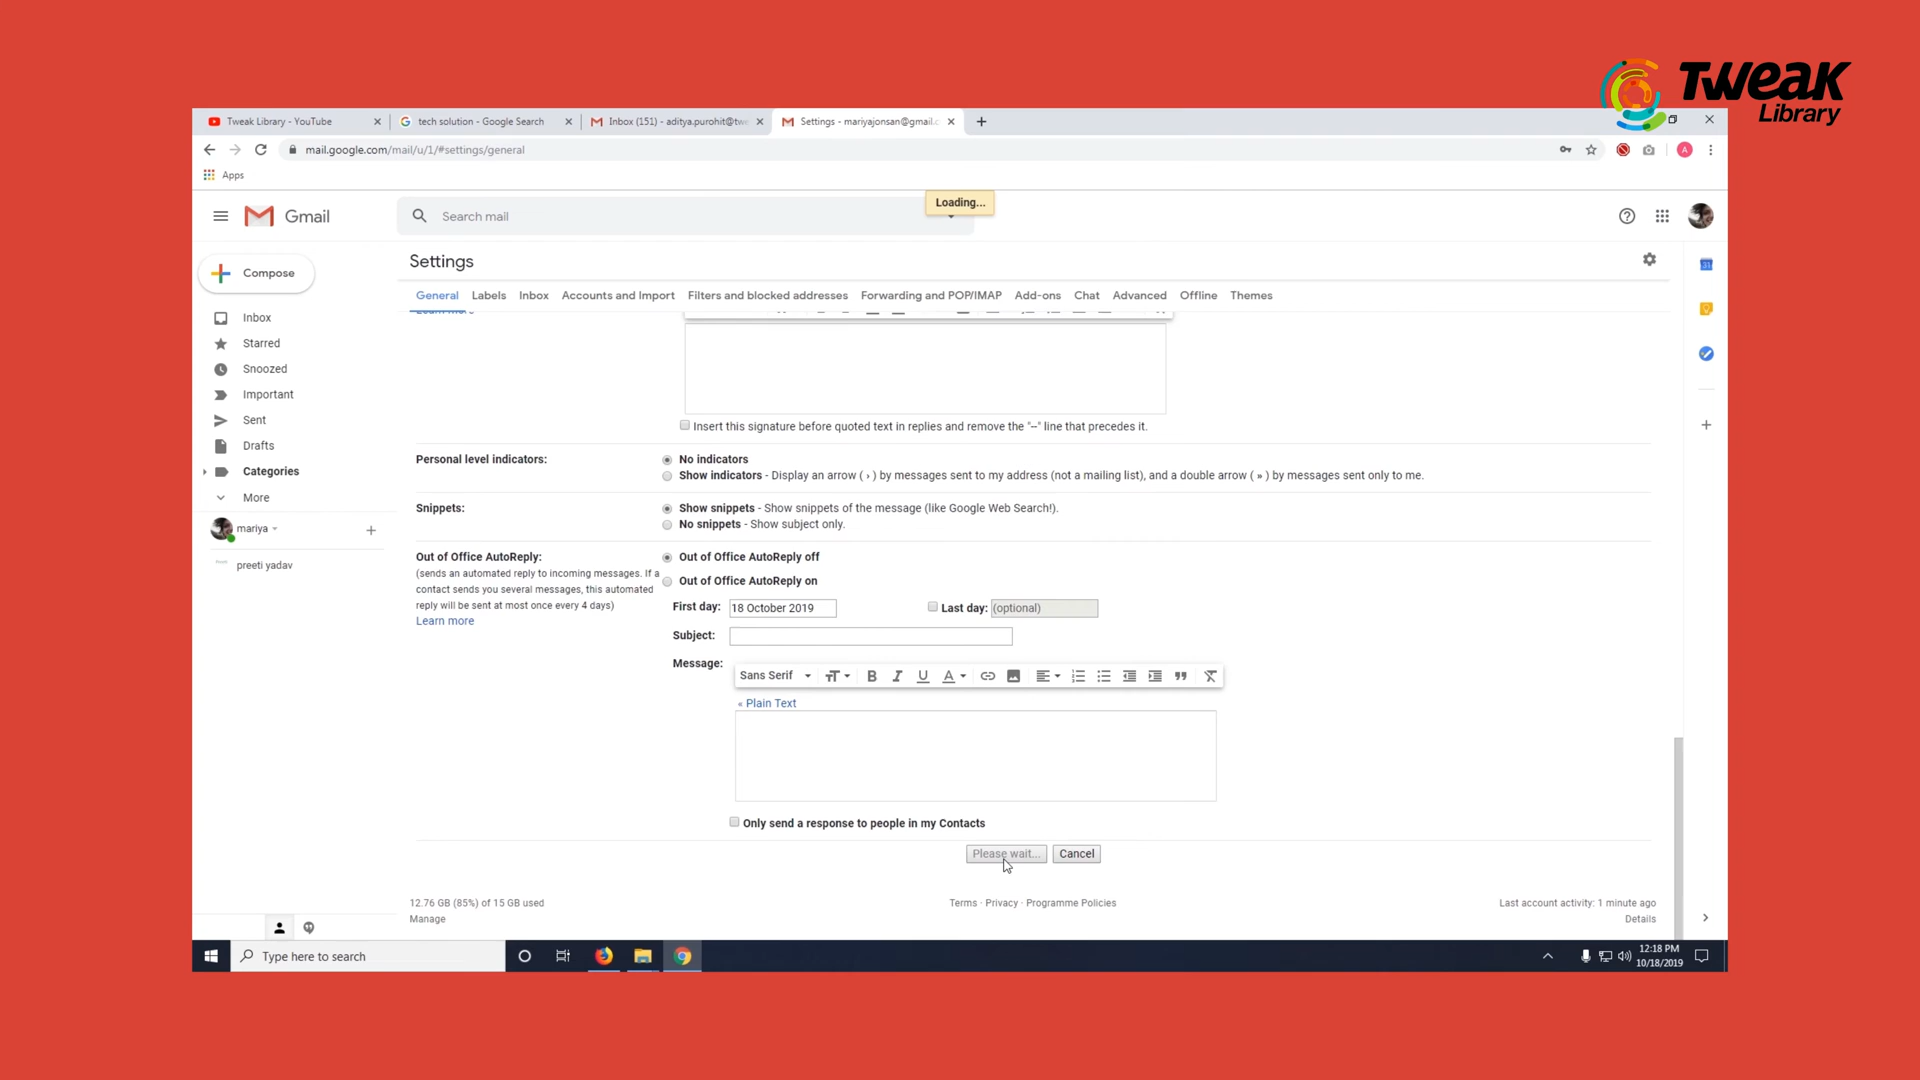 TweaK
Library
Tweak Library - YouTube
tech solution - Google Search
Inbox (151) - aditya.purohit@twe
Settings - mariyajonsan@gmail.c
mail.google.com/mail/u/1/#settings/general
A
Apps
Loading...
Gmail
Search mail
Settings
Compose
General Labels Inbox Accounts and Import Filters and blocked addresses Forwarding and POP/IMAP Add-ons Chat Advanced Offline Themes
Inbox
Starred
Snoozed
Important
Sent
Drafts
Categories
More
mariya
preeti yadav
Insert this signature before quoted text in replies and remove the "--" line that precedes it.
Personal level indicators:
No indicators
Show indicators - Display an arrow ( › ) by messages sent to my address (not a mailing list), and a double arrow ( » ) by messages sent only to me.
Snippets:
Show snippets - Show snippets of the message (like Google Web Search!).
No snippets - Show subject only.
Out of Office AutoReply:
(sends an automated reply to incoming messages. If a
contact sends you several messages, this automated
reply will be sent at most once every 4 days)
Learn more
Out of Office AutoReply off
Out of Office AutoReply on
First day: 18 October 2019 Last day: (optional)
Subject:
Message:
Sans Serif
« Plain Text
Only send a response to people in my Contacts
Please wait... Cancel
12.76 GB (85%) of 15 GB used
Manage
Terms · Privacy · Programme Policies
Last account activity: 1 minute ago
Details
Type here to search
12:18 PM
10/18/2019